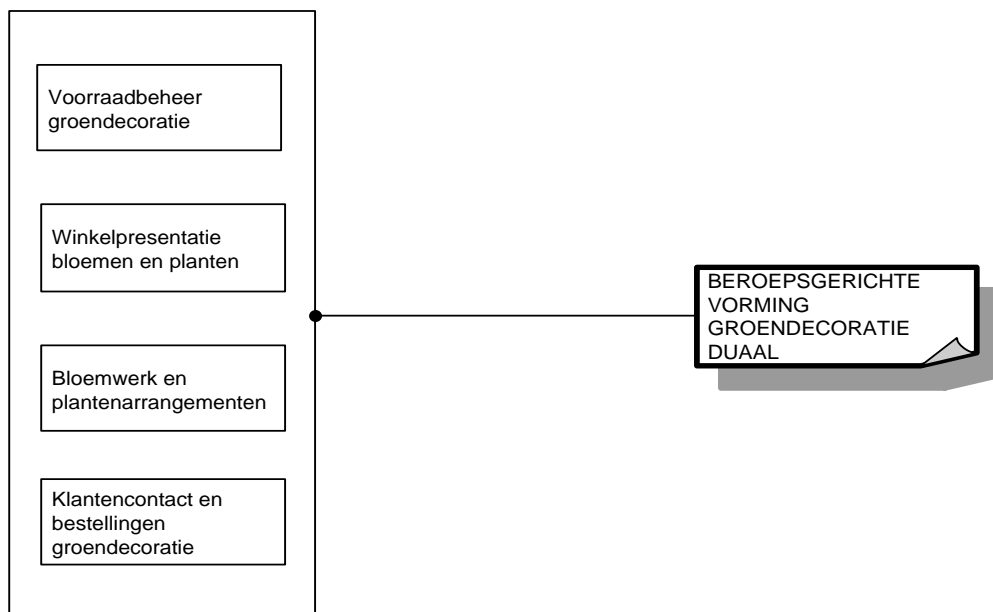 Voorraadbeheer
groendecoratie
Winkelpresentatie
bloemen en planten
Bloemwerk en
plantenarrangementen
Klantencontact en
bestellingen
groendecoratie
BEROEPSGERICHTE
VORMING
GROENDECORATIE
DUAAL